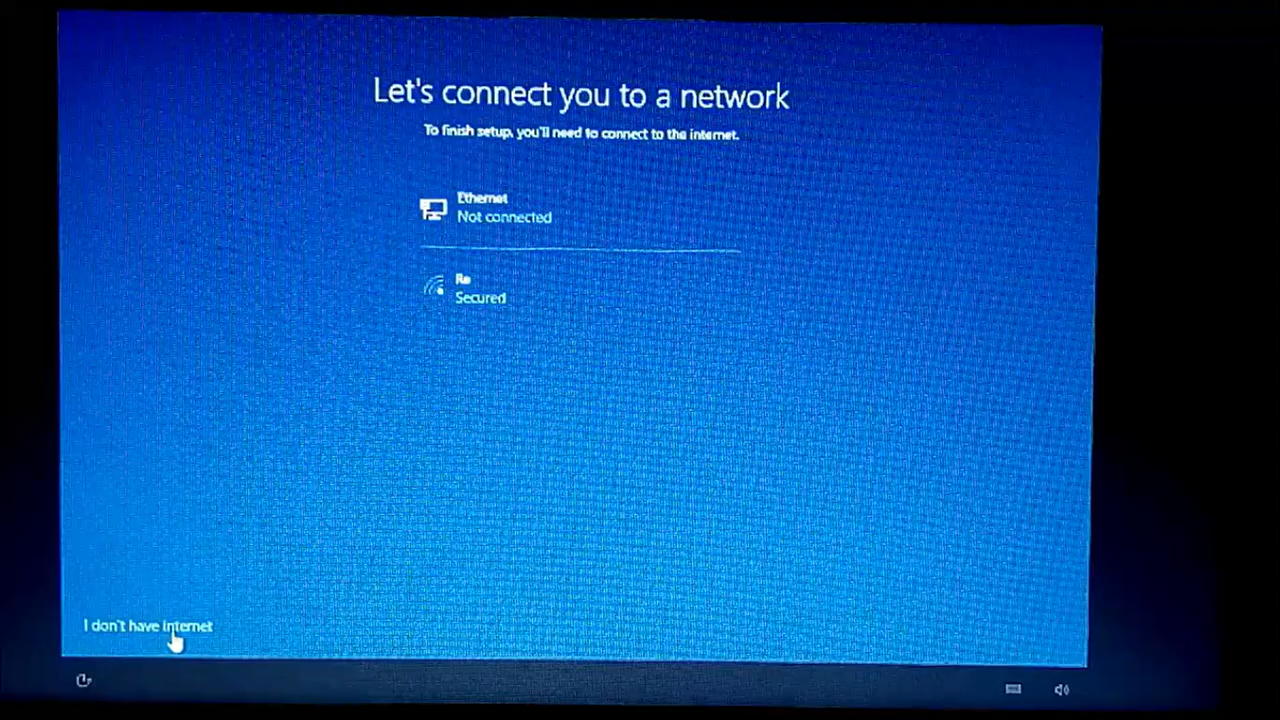 Let's connect you to a network
To finish setup, you'll need to connect to the internet.
Ethernet
Not connected
Re
Secured
I don't have internet